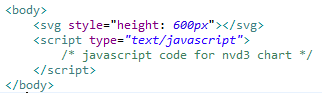 <body>
    <svg style="height: 600px"></svg>
    <script type="text/javascript">
        /* javascript code for nvd3 chart */
    </script>
</body>